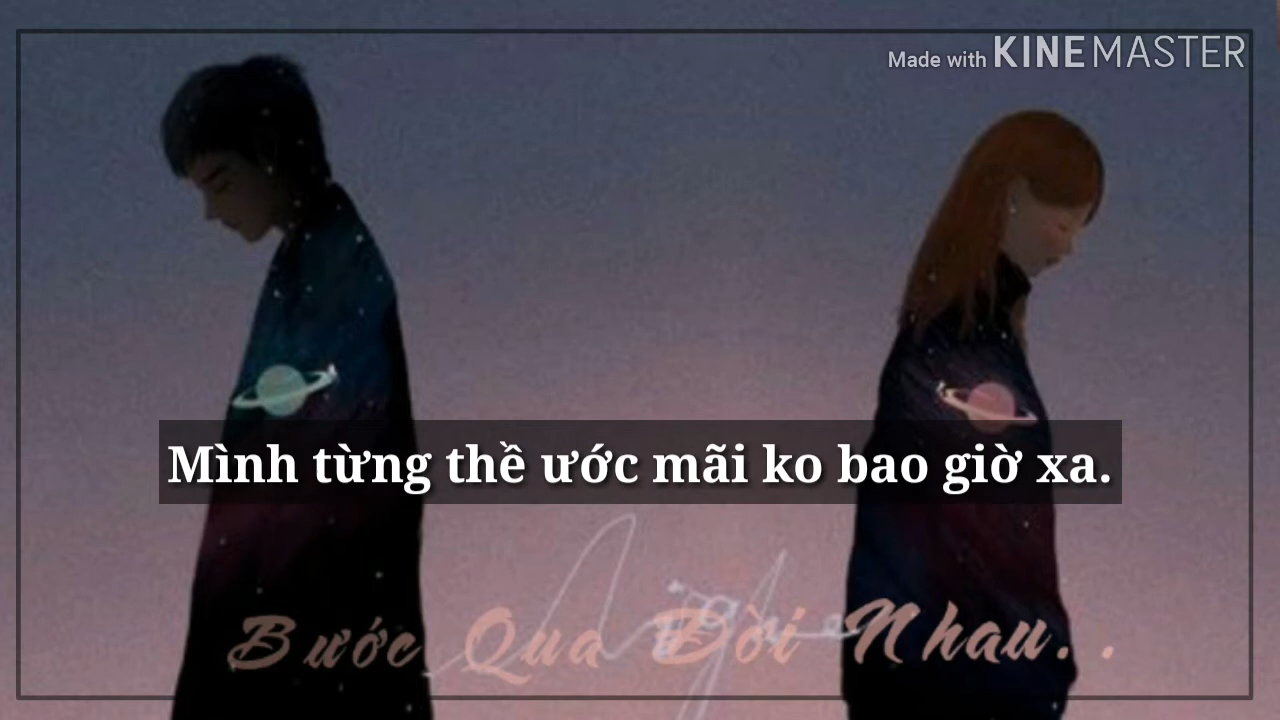 Made with KINEMASTER
Mình từng thề ước mãi ko bao giờ xa.
Bước Qua Đời Nhau. .